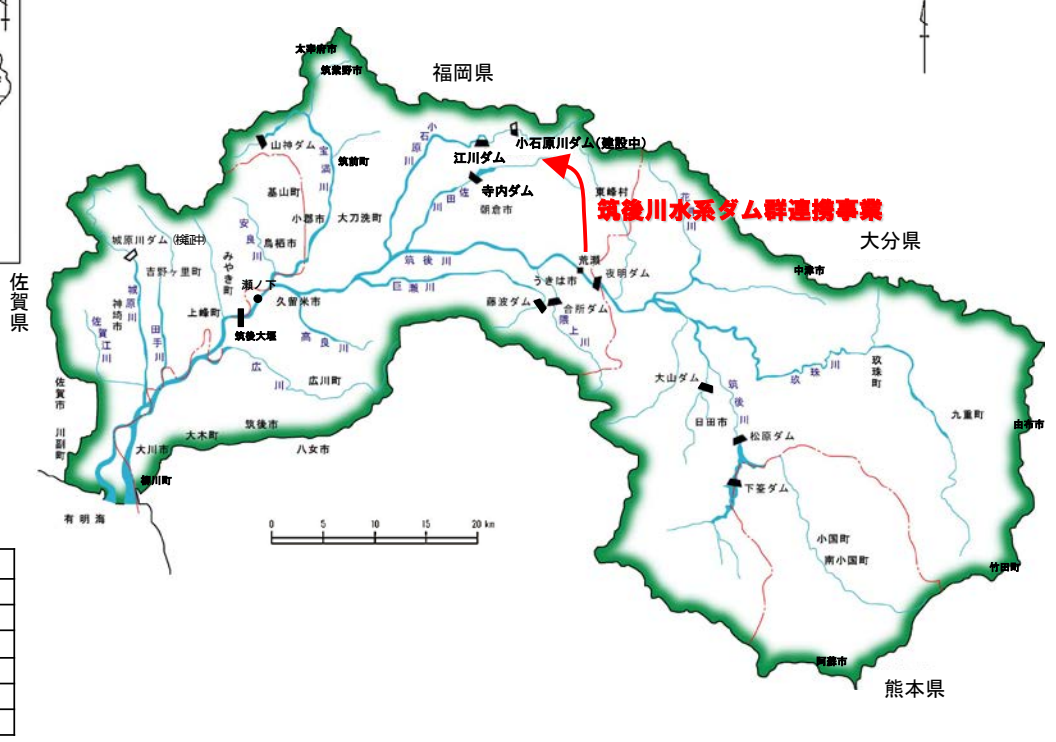 太宰府市
筑紫野市
福岡県
山神ダム
宝満川
筑前町
小石原川
江川ダム
小石原川ダム(建設中)
寺内ダム
佐田川
朝倉市
東峰村
花月川
筑後川水系ダム群連携事業
大分県
中津市
基山町
小郡市
大刀洗町
安良川
鳥栖市
城原川ダム(検証中)
吉野ヶ里町
みやき町
瀬ノ下
久留米市
筑後川
巨瀬川
荒瀬
うきは市
夜明ダム
藤波ダム
合所ダム
隈上川
佐賀県
神埼市
城原川
佐賀江川
田手川
上峰町
筑後大堰
高良川
広川
広川町
大山ダム
筑後川
玖珠川
玖珠町
九重町
由布市
日田市
松原ダム
下筌ダム
佐賀市
川副町
大川市
大木町
筑後市
八女市
柳川町
有明海
0 5 10 15 20 km
小国町
南小国町
竹田町
阿蘇市
熊本県